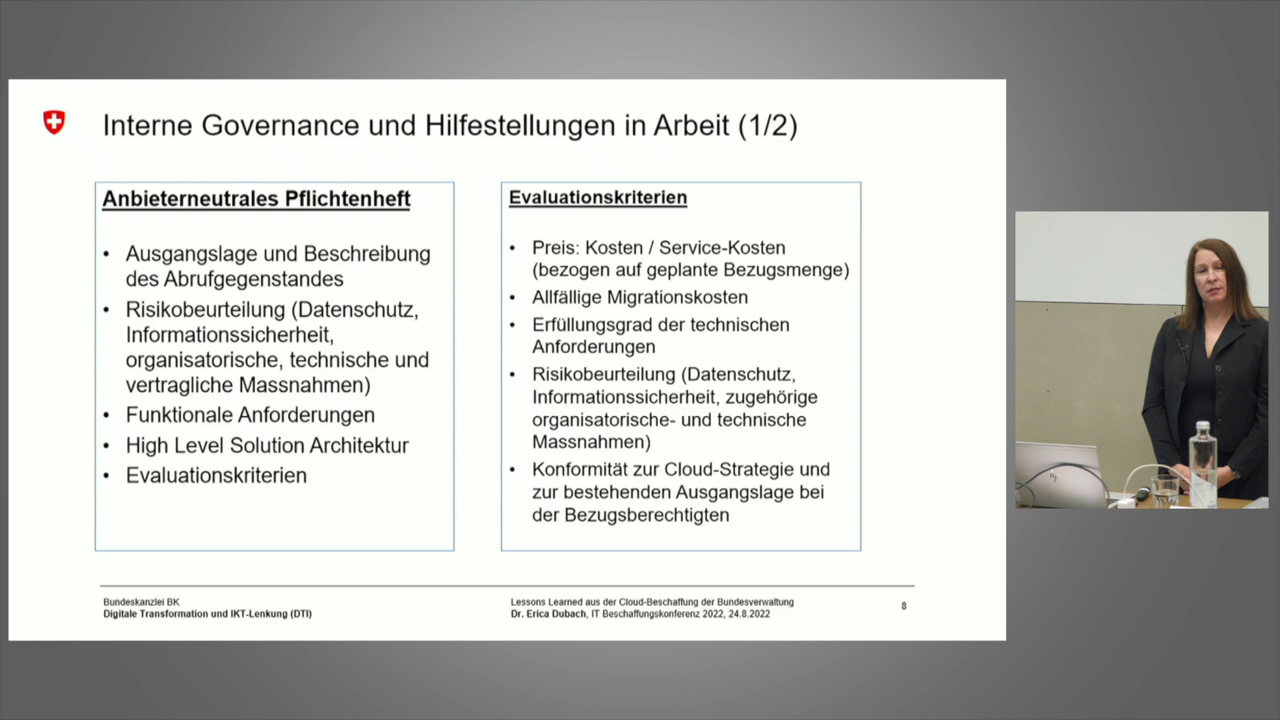 Interne Governance und Hilfestellungen in Arbeit (1/2)
Anbieterneutrales Pflichtenheft
• Ausgangslage und Beschreibung
des Abrufgegenstandes
• Risikobeurteilung (Datenschutz,
Informationssicherheit,
organisatorische, technische und
vertragliche Massnahmen)
• Funktionale Anforderungen
• High Level Solution Architektur
• Evaluationskriterien
Evaluationskriterien
• Preis: Kosten / Service-Kosten
(bezogen auf geplante Bezugsmenge)
• Allfällige Migrationskosten
• Erfüllungsgrad der technischen
Anforderungen
• Risikobeurteilung (Datenschutz,
Informationssicherheit, zugehörige
organisatorische- und technische
Massnahmen)
• Konformität zur Cloud-Strategie und
zur bestehenden Ausgangslage bei
der Bezugsberechtigten
Bundeskanzlei BK
Digitale Transformation und IKT-Lenkung (DTI)
Lessons Learned aus der Cloud-Beschaffung der Bundesverwaltung
Dr. Erica Dubach, IT Beschaffungskonferenz 2022, 24.8.2022
8